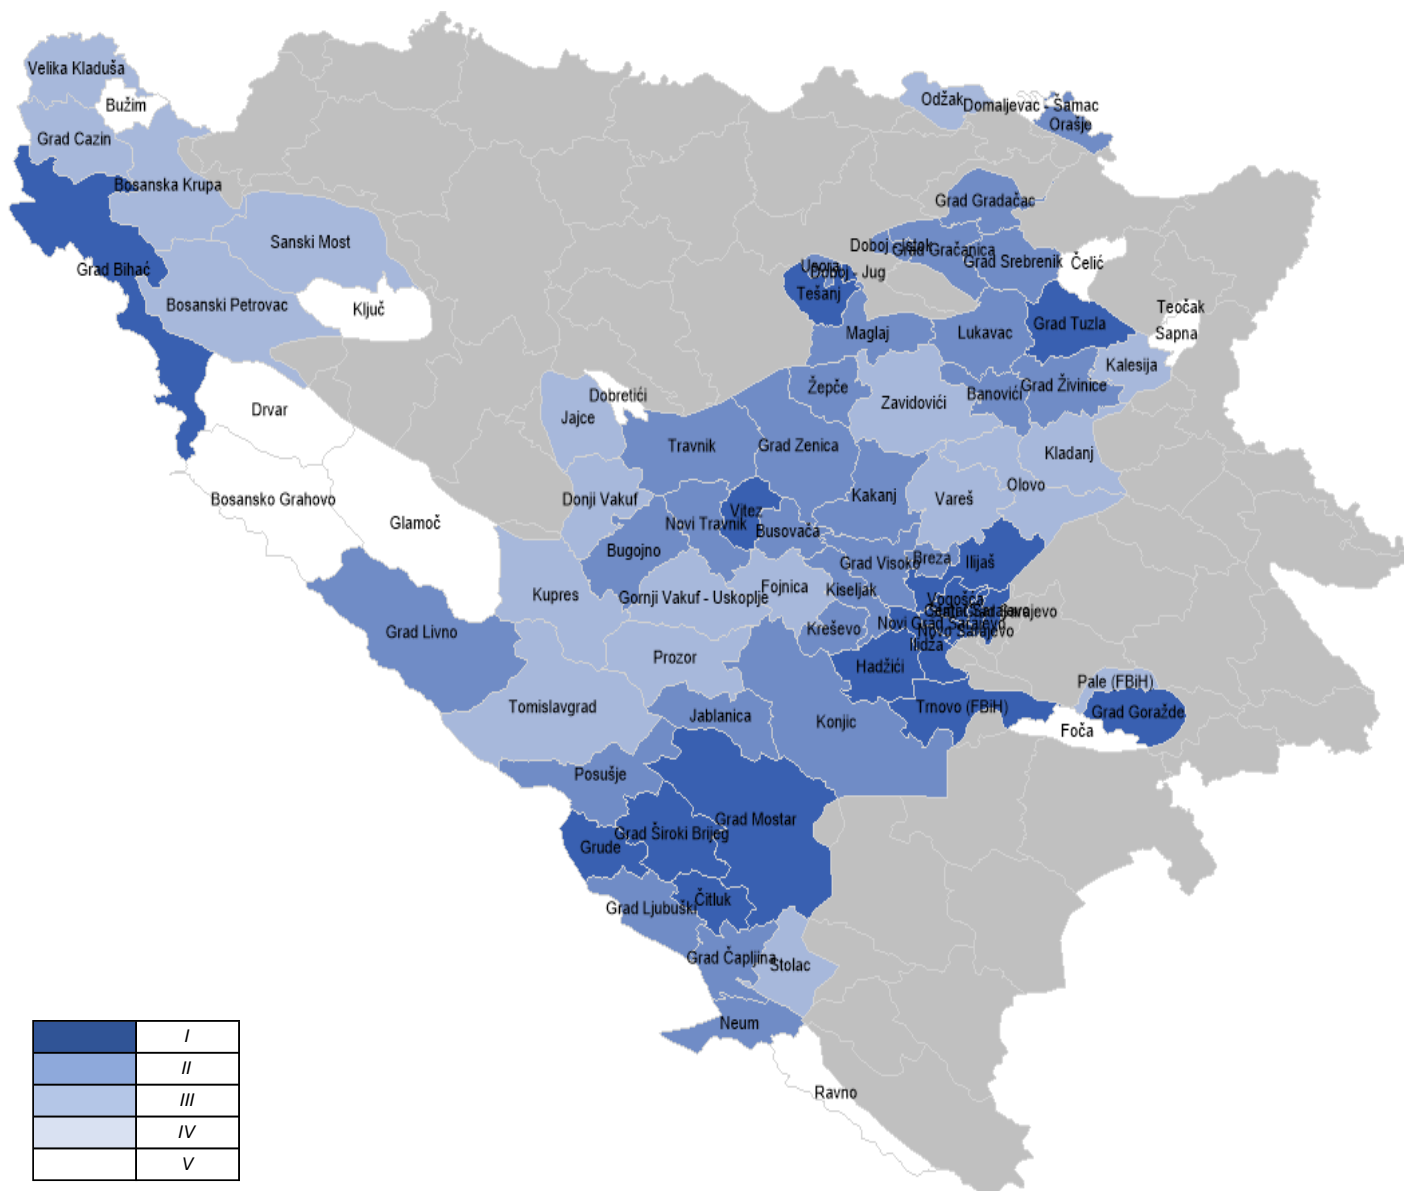 Velika Kladuša
Bužim
Odžak
Domaljevac - Šamac
Orašje
Grad Cazin
Bosanska Krupa
Grad Gradačac
Sanski Most
Doboj - Istok
Grad Gračanica
Grad Srebrenik
Čelić
Grad Bihać
Usora
Doboj - Jug
Tešanj
Bosanski Petrovac
Ključ
Teočak
Grad Tuzla
Sapna
Maglaj
Lukavac
Kalesija
Žepče
Grad Živinice
Banovići
Dobretići
Zavidovići
Drvar
Jajce
Travnik
Grad Zenica
Kladanj
Olovo
Kakanj
Vareš
Bosansko Grahovo
Donji Vakuf
Vitez
Glamoč
Novi Travnik
Busovača
Bugojno
Breza
Grad Visoko
Ilijaš
Fojnica
Kiseljak
Kupres
Gornji Vakuf - Uskoplje
Vogošća
Novi Grad Sarajevo
Kreševo
Novo Sarajevo
Grad Livno
Ilidža
Prozor
Hadžići
Pale (FBiH)
Tomislavgrad
Trnovo (FBiH)
Grad Goražde
Jablanica
Konjic
Foča
Posušje
Grad Mostar
Grad Široki Brijeg
Grude
Čitluk
Grad Ljubuški
Grad Čapljina
Stolac
Neum
Ravno
I
II
III
IV
V